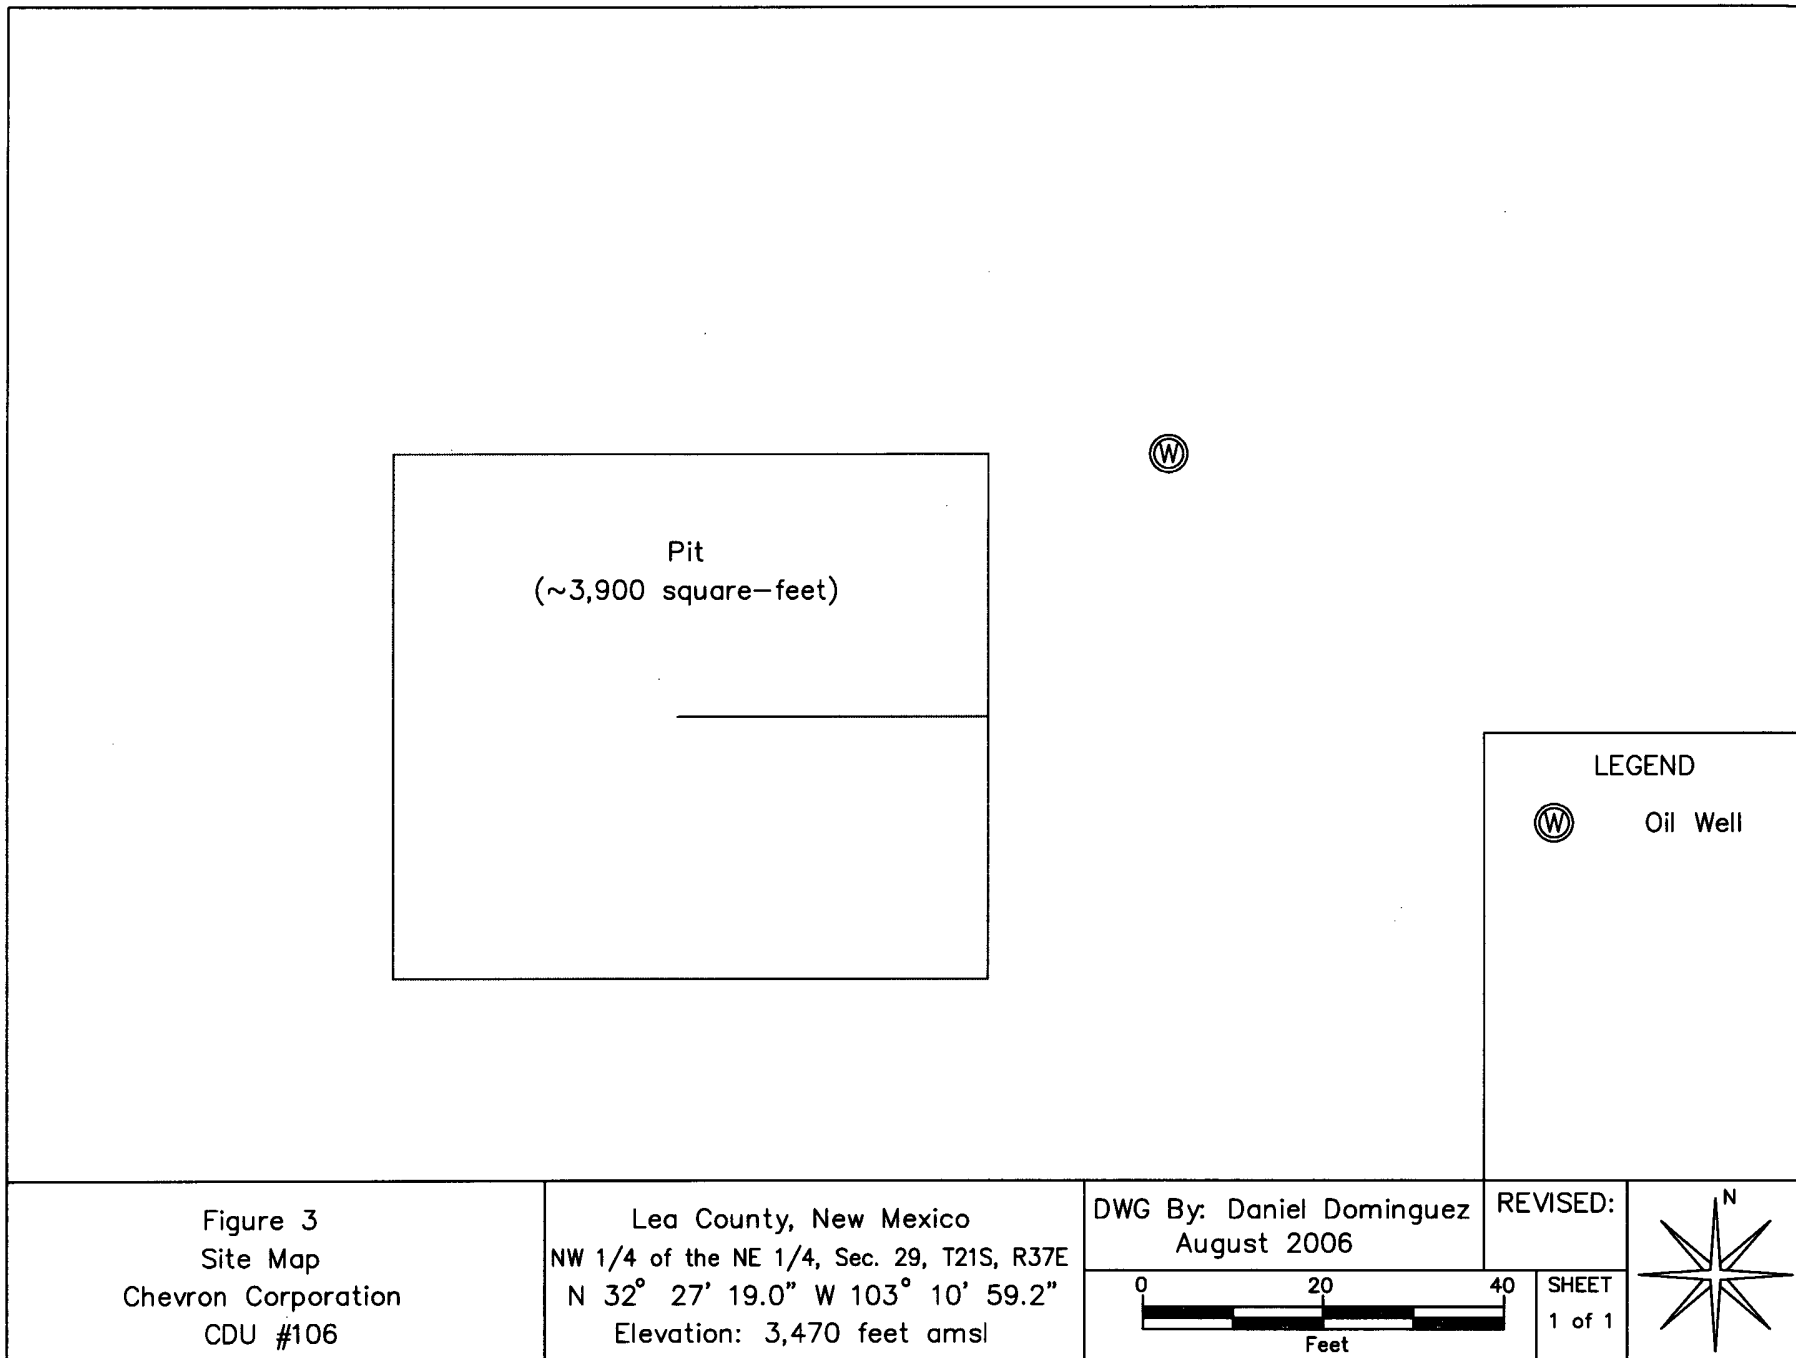 W
Pit
(~3,900 square-feet)
LEGEND
W Oil Well
Figure 3
Site Map
Chevron Corporation
CDU #106
Lea County, New Mexico
NW 1/4 of the NE 1/4, Sec. 29, T21S, R37E
N 32° 27' 19.0" W 103° 10' 59.2"
Elevation: 3,470 feet amsl
DWG By: Daniel Dominguez
August 2006
REVISED:
0 20 40
Feet
SHEET
1 of 1
N